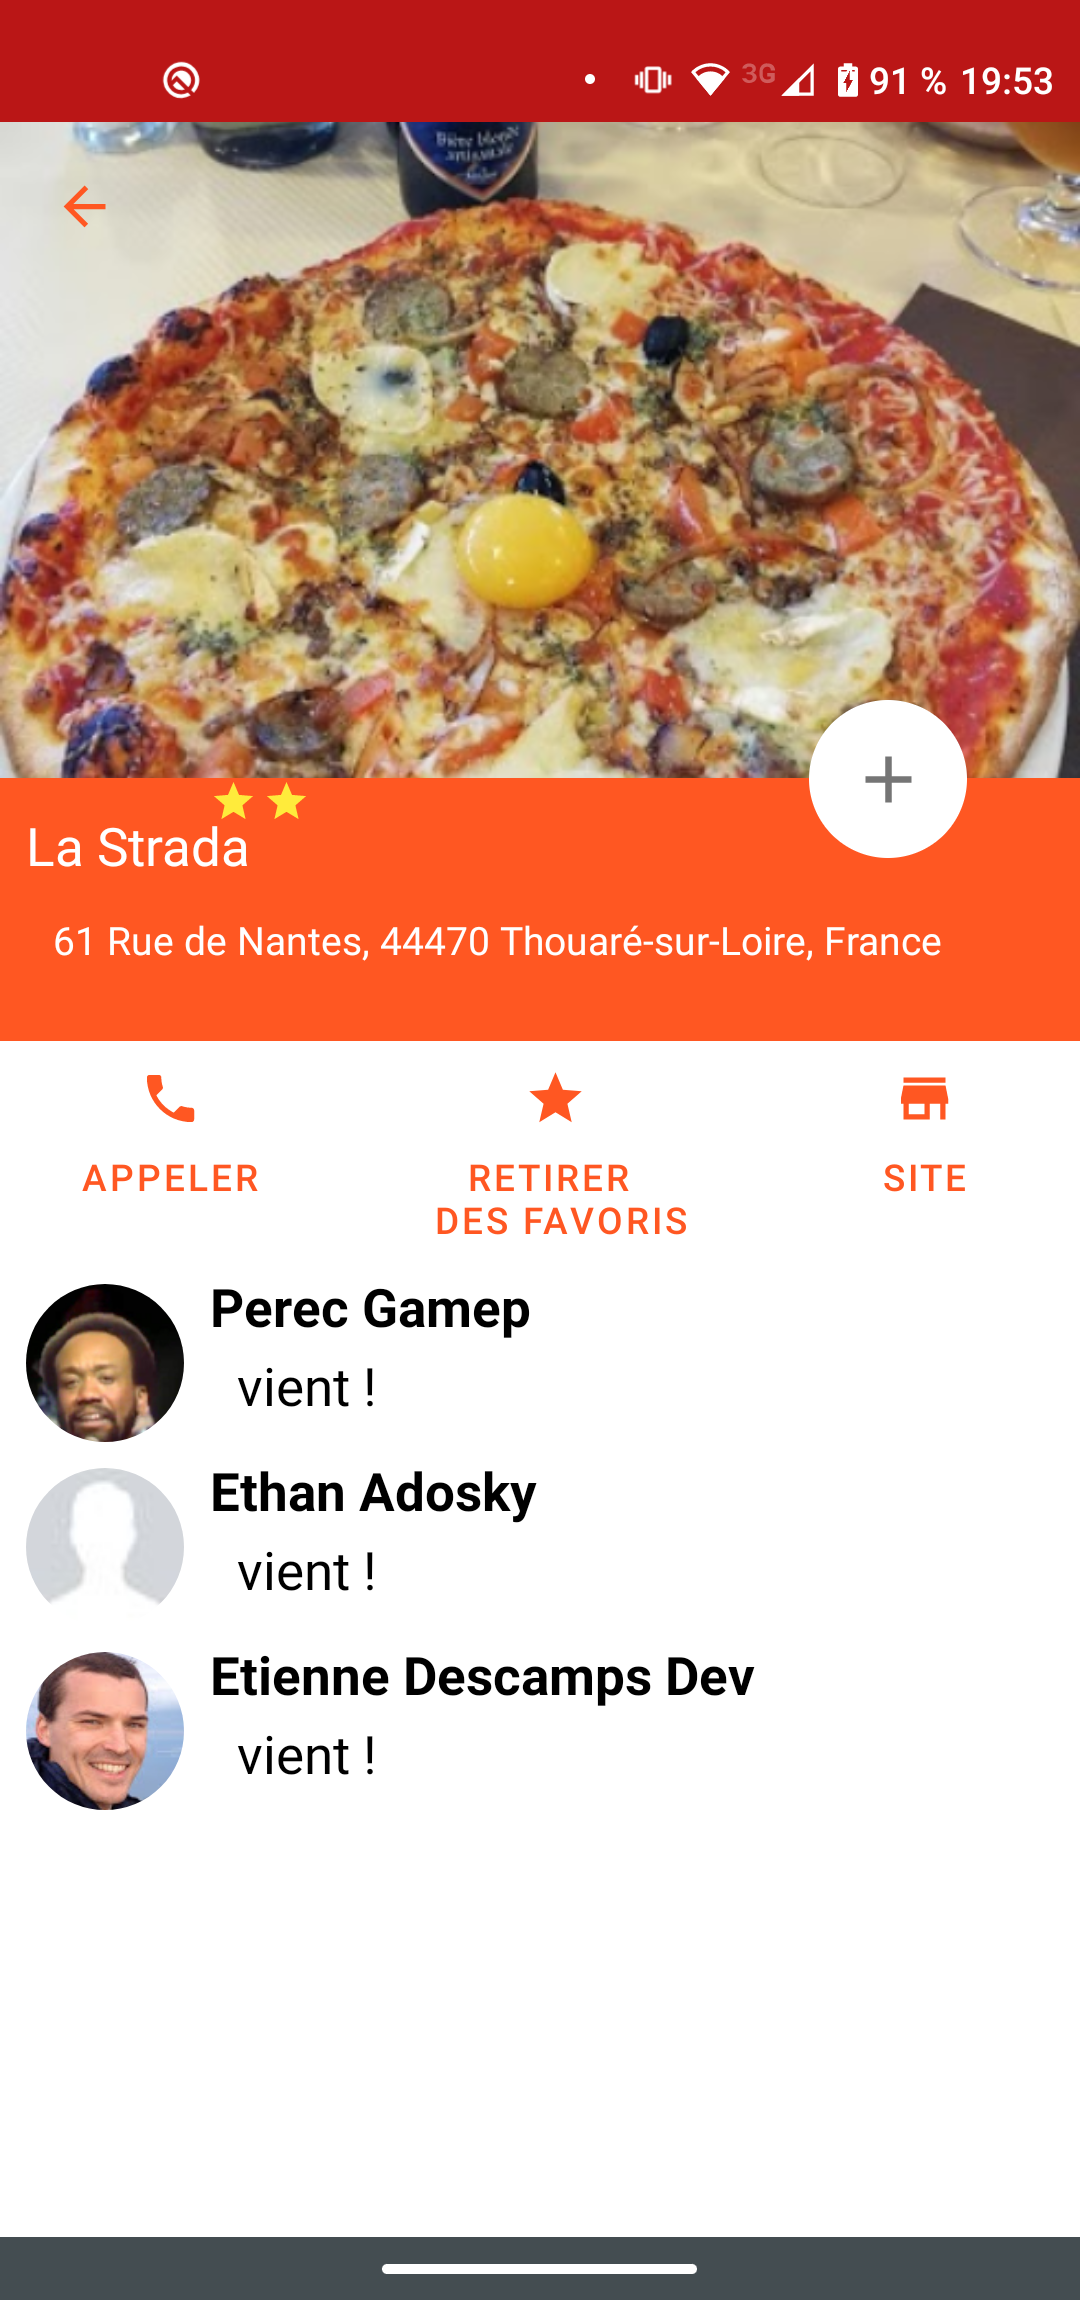 3G 91 % 19:53
Bière blonde
artisanale
La Strada
61 Rue de Nantes, 44470 Thouaré-sur-Loire, France
APPELER
RETIRER
DES FAVORIS
SITE
Perec Gamep
vient !
Ethan Adosky
vient !
Etienne Descamps Dev
vient !